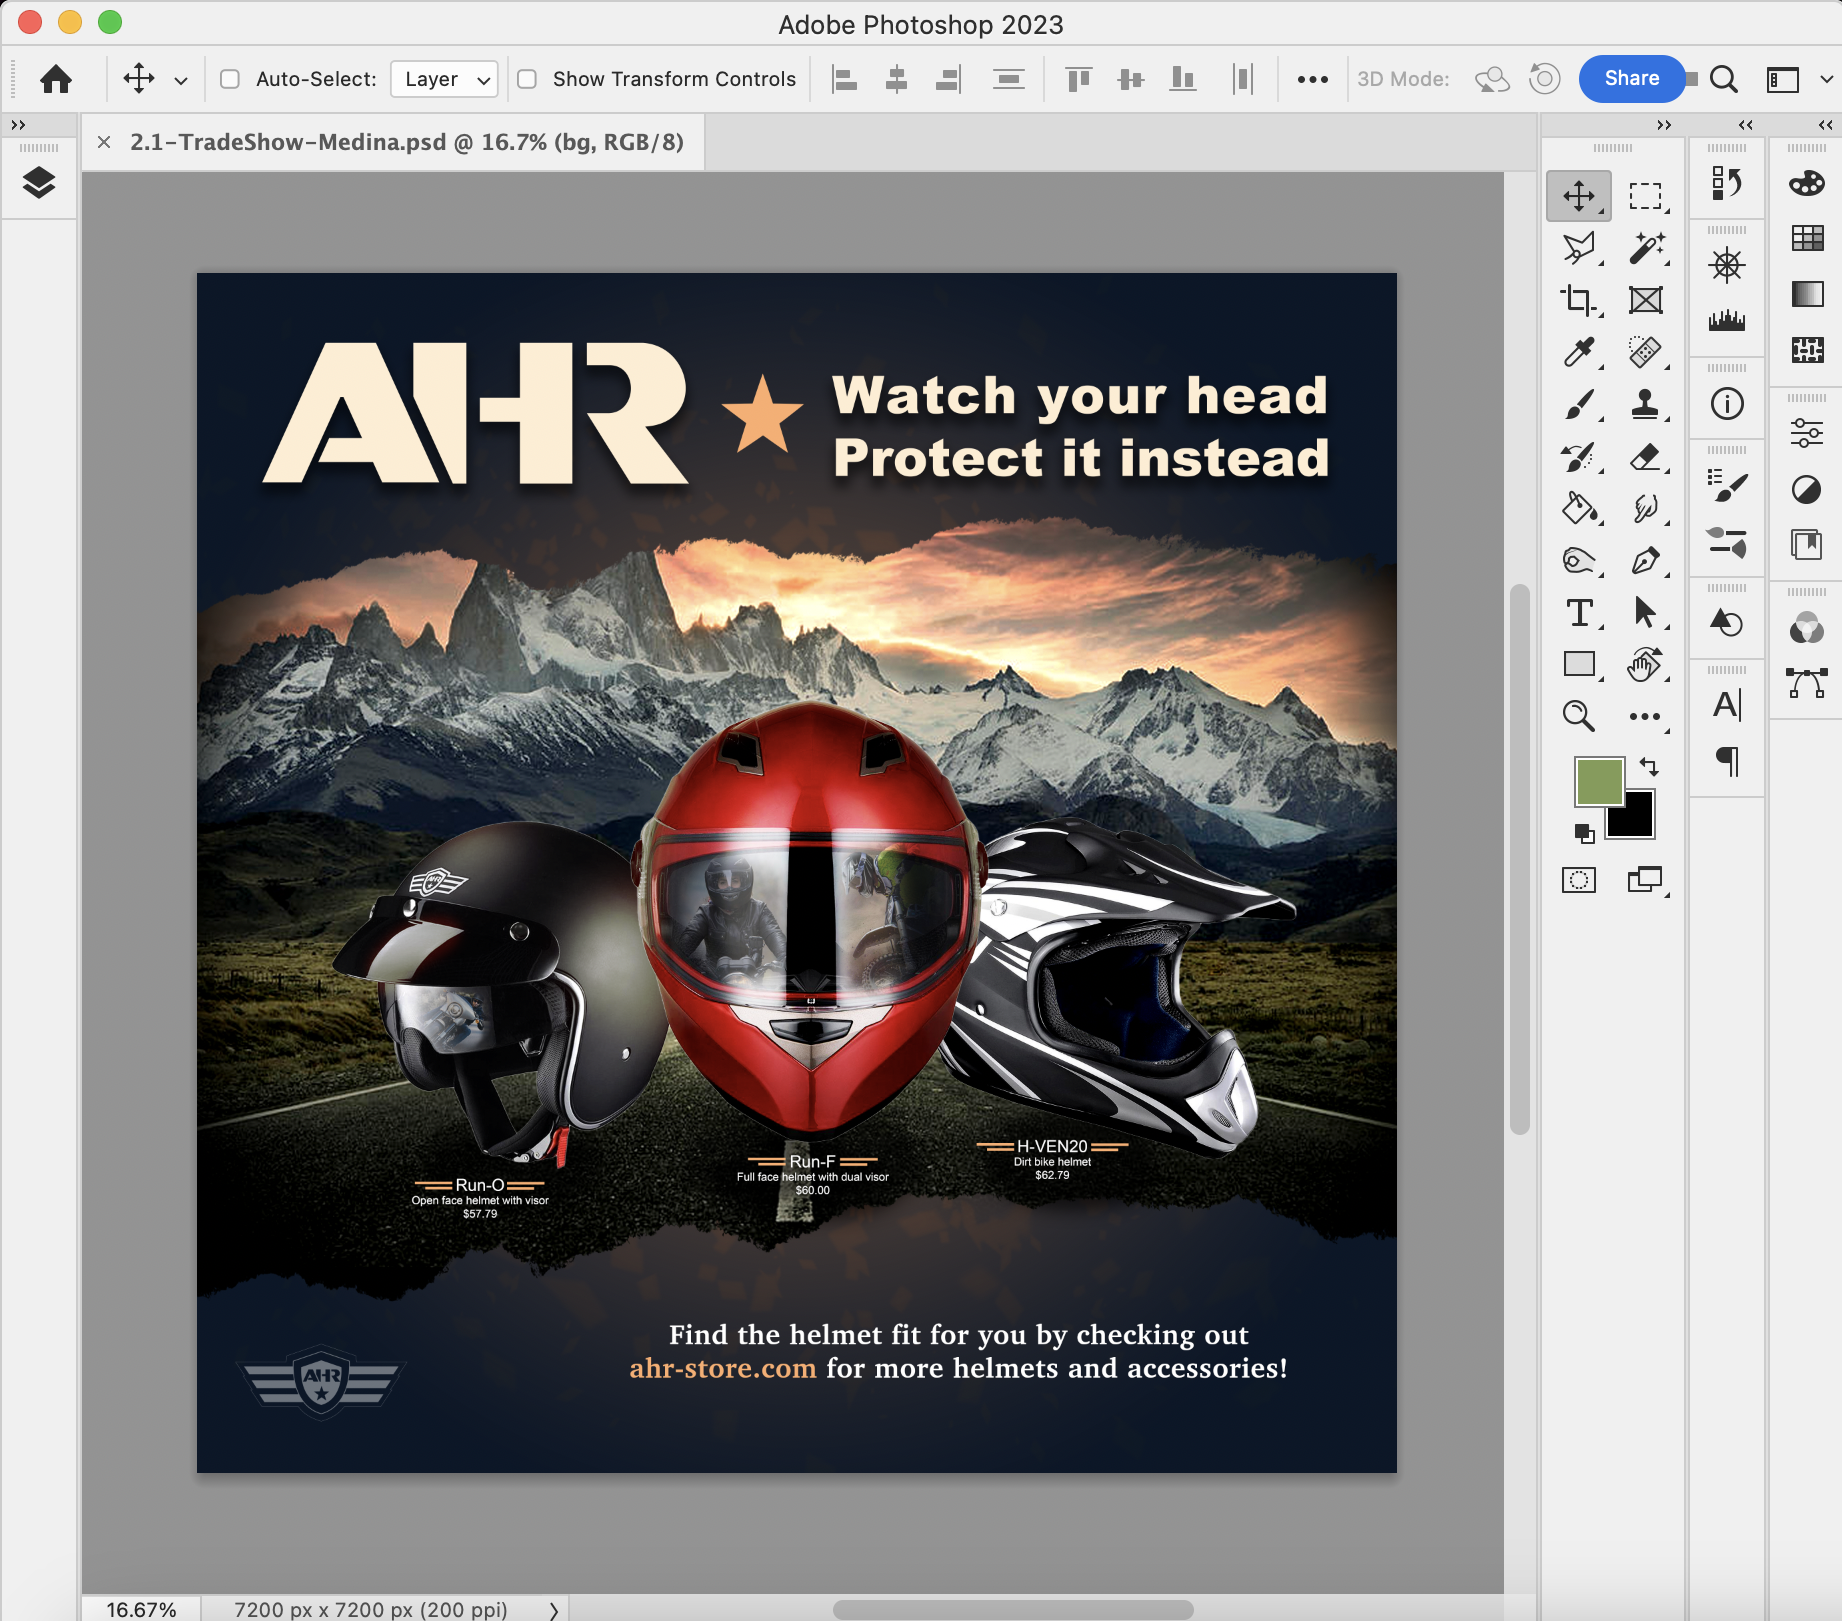 Adobe Photoshop 2023
Auto-Select: Layer Show Transform Controls 3D Mode: Share
2.1-TradeShow-Medina.psd @ 16.7% (bg, RGB/8)
AHR
Watch your head
Protect it instead
AHR
H-VEN20
Dirt bike helmet
$62.79
Run-F
Full face helmet with dual visor
$60.00
Run-O
Open face helmet with visor
$57.79
Find the helmet fit for you by checking out
ahr-store.com for more helmets and accessories!
AHR
16.67% 7200 px x 7200 px (200 ppi)